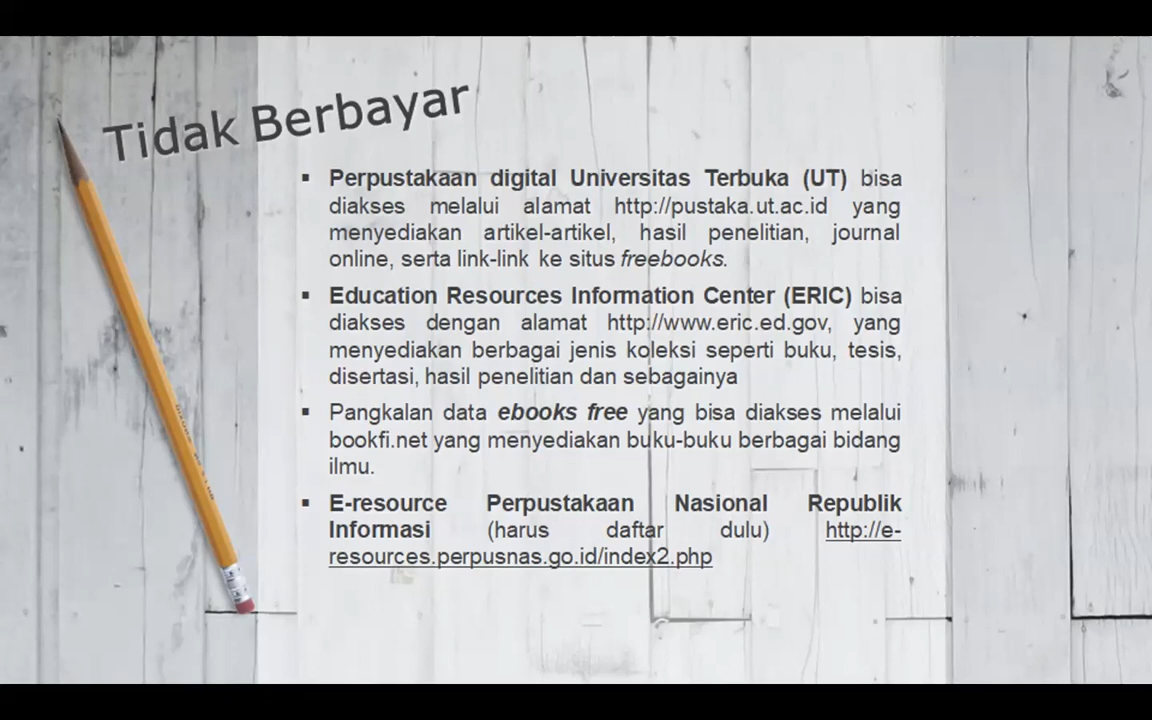 Tidak Berbayar
▪ Perpustakaan digital Universitas Terbuka (UT) bisa
diakses melalui alamat http://pustaka.ut.ac.id yang
menyediakan artikel-artikel, hasil penelitian, journal
online, serta link-link ke situs freebooks.
▪ Education Resources Information Center (ERIC) bisa
diakses dengan alamat http://www.eric.ed.gov, yang
menyediakan berbagai jenis koleksi seperti buku, tesis,
disertasi, hasil penelitian dan sebagainya
▪ Pangkalan data ebooks free yang bisa diakses melalui
bookfi.net yang menyediakan buku-buku berbagai bidang
ilmu.
▪ E-resource Perpustakaan Nasional Republik
Informasi (harus daftar dulu) http://e-
resources.perpusnas.go.id/index2.php